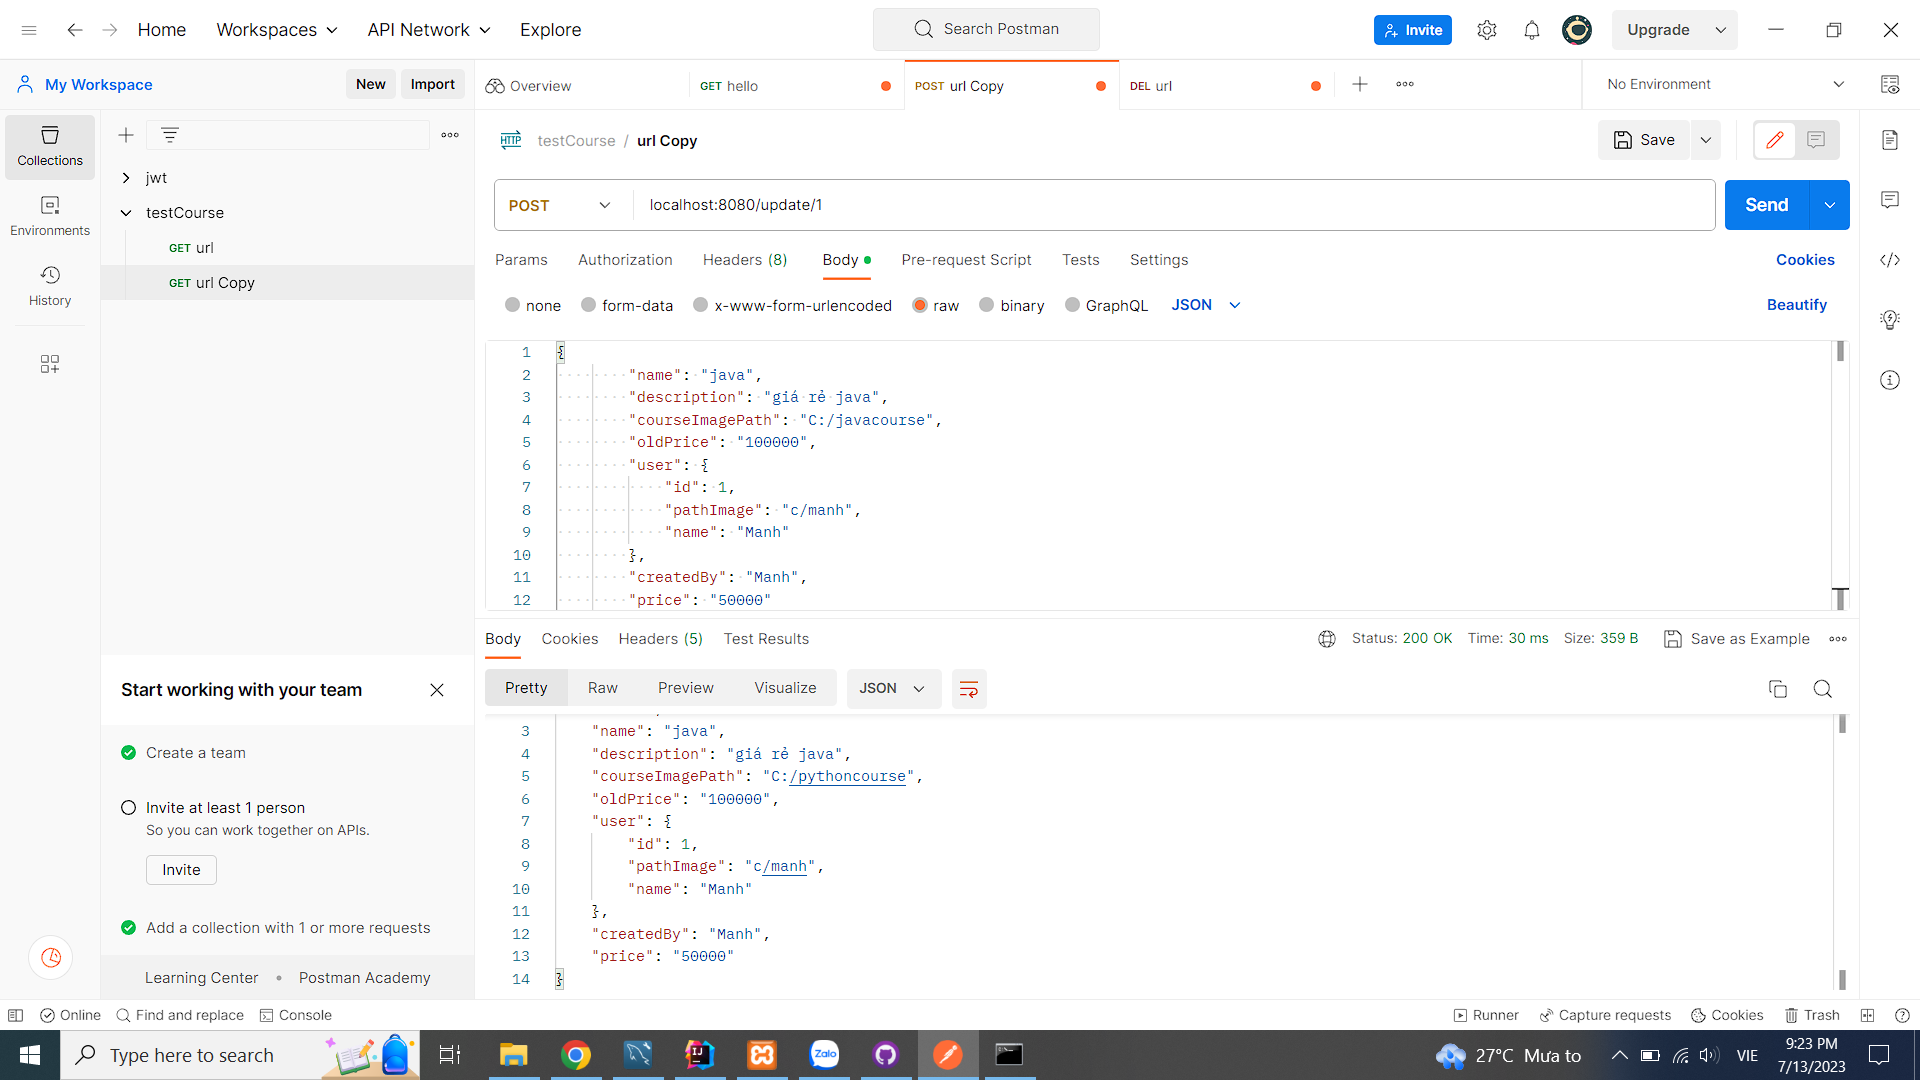 Home
Workspaces
API Network
Explore
Search Postman
Invite
Upgrade
My Workspace
New
Import
Overview
GET hello
POST url Copy
DEL url
No Environment
Collections
Environments
History
jwt
testCourse
GET url
GET url Copy
HTTP
testCourse / url Copy
Save
POST
localhost:8080/update/1
Send
Params
Authorization
Headers (8)
Body
Pre-request Script
Tests
Settings
Cookies
none
form-data
x-www-form-urlencoded
raw
binary
GraphQL
JSON
Beautify
1 {
2 "name": "java",
3 "description": "giá rẻ java",
4 "courseImagePath": "C:/javacourse",
5 "oldPrice": "100000",
6 "user": {
7 "id": 1,
8 "pathImage": "c/manh",
9 "name": "Manh"
10 },
11 "createdBy": "Manh",
12 "price": "50000"
Body
Cookies
Headers (5)
Test Results
Status: 200 OK
Time: 30 ms
Size: 359 B
Save as Example
Pretty
Raw
Preview
Visualize
JSON
3 "name": "java",
4 "description": "giá rẻ java",
5 "courseImagePath": "C:/pythoncourse",
6 "oldPrice": "100000",
7 "user": {
8 "id": 1,
9 "pathImage": "c/manh",
10 "name": "Manh"
11 },
12 "createdBy": "Manh",
13 "price": "50000"
14 }
Start working with your team
Create a team
Invite at least 1 person
So you can work together on APIs.
Invite
Add a collection with 1 or more requests
Learning Center
Postman Academy
Online
Find and replace
Console
Runner
Capture requests
Cookies
Trash
Type here to search
Zalo
27°C Mưa to
VIE
9:23 PM
7/13/2023